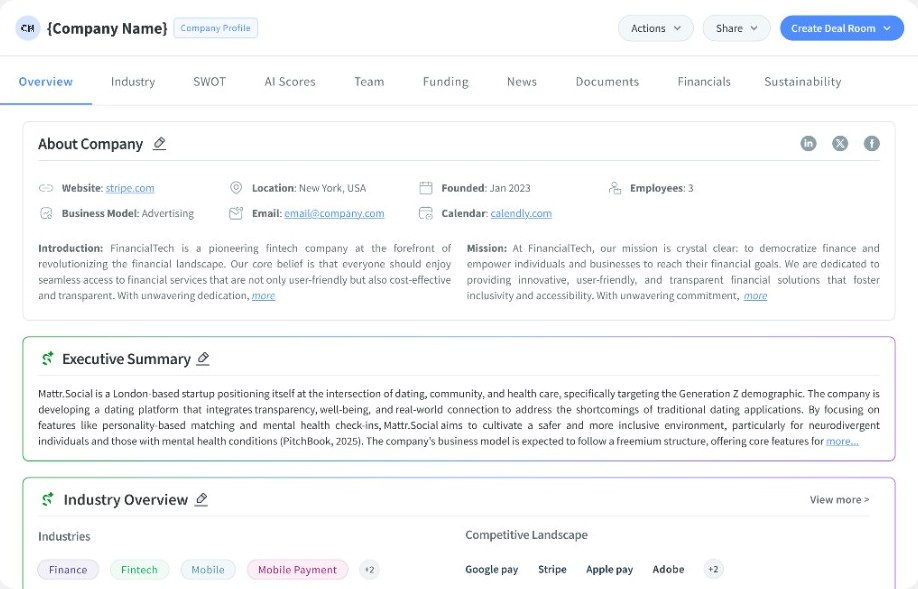 CM {Company Name} Company Profile Actions Share Create Deal Room
Overview Industry SWOT AI Scores Team Funding News Documents Financials Sustainability
About Company
Website: stripe.com Location: New York, USA Founded: Jan 2023 Employees: 3
Business Model: Advertising Email: email@company.com Calendar: calendly.com
Introduction: FinancialTech is a pioneering fintech company at the forefront of
revolutionizing the financial landscape. Our core belief is that everyone should enjoy
seamless access to financial services that are not only user-friendly but also cost-effective
and transparent. With unwavering dedication, more
Mission: At FinancialTech, our mission is crystal clear: to democratize finance and
empower individuals and businesses to reach their financial goals. We are dedicated to
providing innovative, user-friendly, and transparent financial solutions that foster
inclusivity and accessibility. With unwavering commitment, more
Executive Summary
Mattr.Social is a London-based startup positioning itself at the intersection of dating, community, and health care, specifically targeting the Generation Z demographic. The company is
developing a dating platform that integrates transparency, well-being, and real-world connection to address the shortcomings of traditional dating applications. By focusing on
features like personality-based matching and mental health check-ins, Mattr.Social aims to cultivate a safer and more inclusive environment, particularly for neurodivergent
individuals and those with mental health conditions (PitchBook, 2025). The company's business model is expected to follow a freemium structure, offering core features for more...
Industry Overview View more >
Industries
Finance Fintech Mobile Mobile Payment +2
Competitive Landscape
Google pay Stripe Apple pay Adobe +2